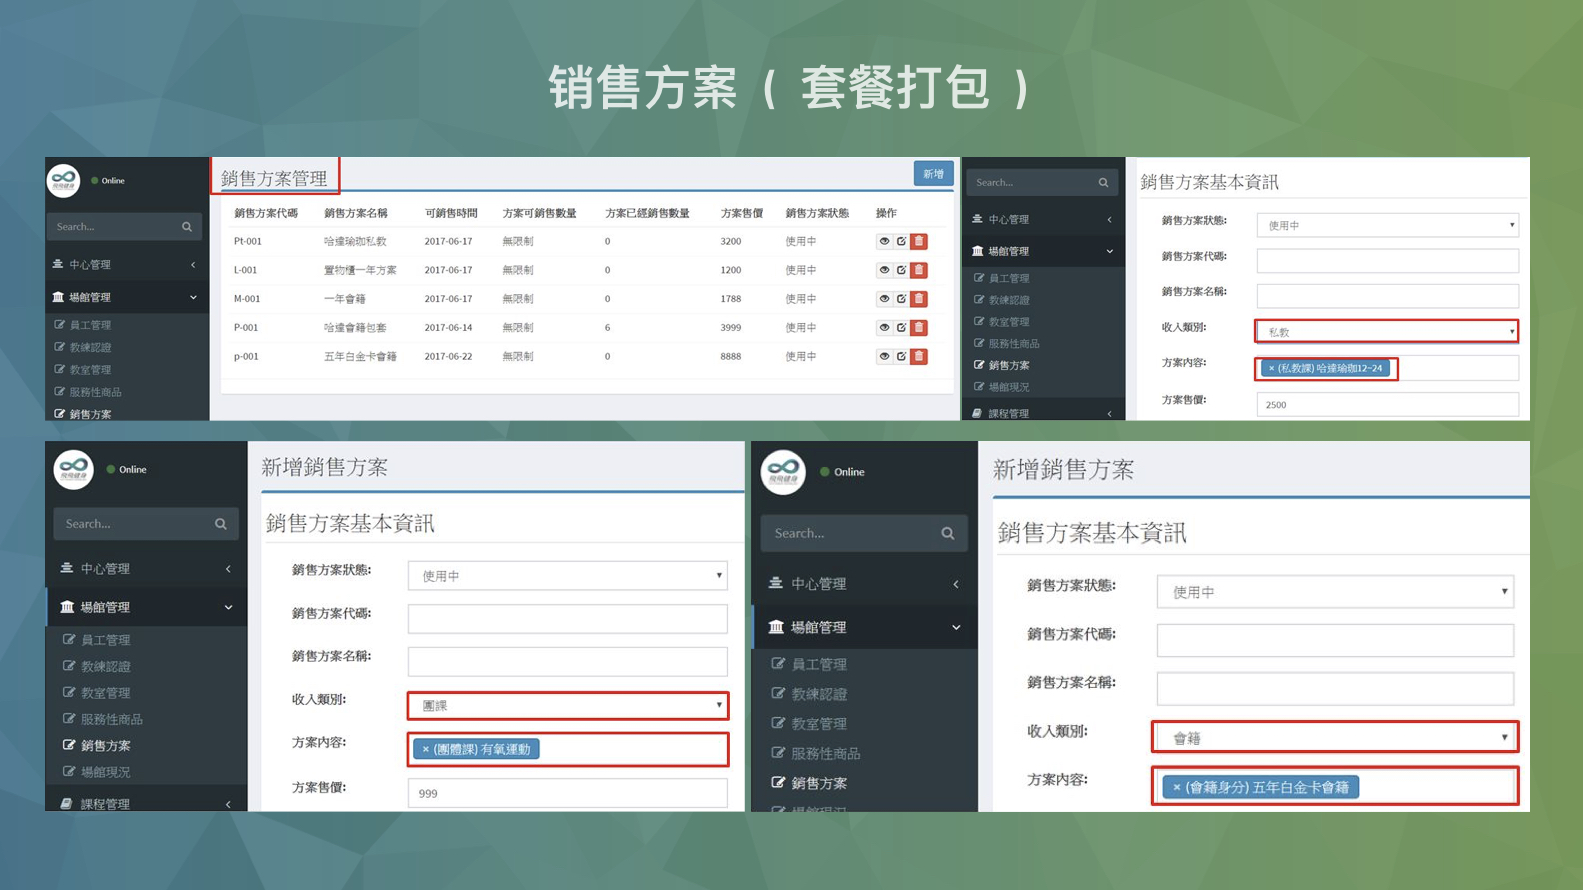 销售方案（套餐打包）
Online
Search...
中心管理
場館管理
員工管理
教練認證
教室管理
服務性商品
銷售方案
銷售方案管理
新增
銷售方案代碼 銷售方案名稱 可銷售時間 方案可銷售數量 方案已經銷售數量 方案售價 銷售方案狀態 操作
Pt-001 哈達瑜珈私教 2017-06-17 無限制 0 3200 使用中
L-001 置物櫃一年方案 2017-06-17 無限制 0 1200 使用中
M-001 一年會籍 2017-06-17 無限制 0 1788 使用中
P-001 哈達會籍包套 2017-06-14 無限制 6 3999 使用中
p-001 五年白金卡會籍 2017-06-22 無限制 0 8888 使用中
Search...
中心管理
場館管理
員工管理
教練認證
教室管理
服務性商品
銷售方案
場館現況
課程管理
銷售方案基本資訊
銷售方案狀態: 使用中
銷售方案代碼:
銷售方案名稱:
收入類別: 私教
方案內容: × (私教課) 哈達瑜珈12~24
方案售價: 2500
Online
Search...
中心管理
場館管理
員工管理
教練認證
教室管理
服務性商品
銷售方案
場館現況
課程管理
新增銷售方案
銷售方案基本資訊
銷售方案狀態: 使用中
銷售方案代碼:
銷售方案名稱:
收入類別: 團課
方案內容: × (團體課) 有氧運動
方案售價: 999
Online
Search...
中心管理
場館管理
員工管理
教練認證
教室管理
服務性商品
銷售方案
場館現況
新增銷售方案
銷售方案基本資訊
銷售方案狀態: 使用中
銷售方案代碼:
銷售方案名稱:
收入類別: 會籍
方案內容: × (會籍身分) 五年白金卡會籍